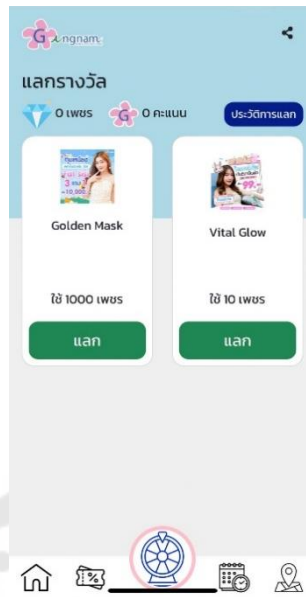 Gangnam
แลกรางวัล
0 เพชร G 0 คะแนน ประวัติการแลก
99.-
Golden Mask
Vital Glow
ใช้ 1000 เพชร
ใช้ 10 เพชร
แลก
แลก
%